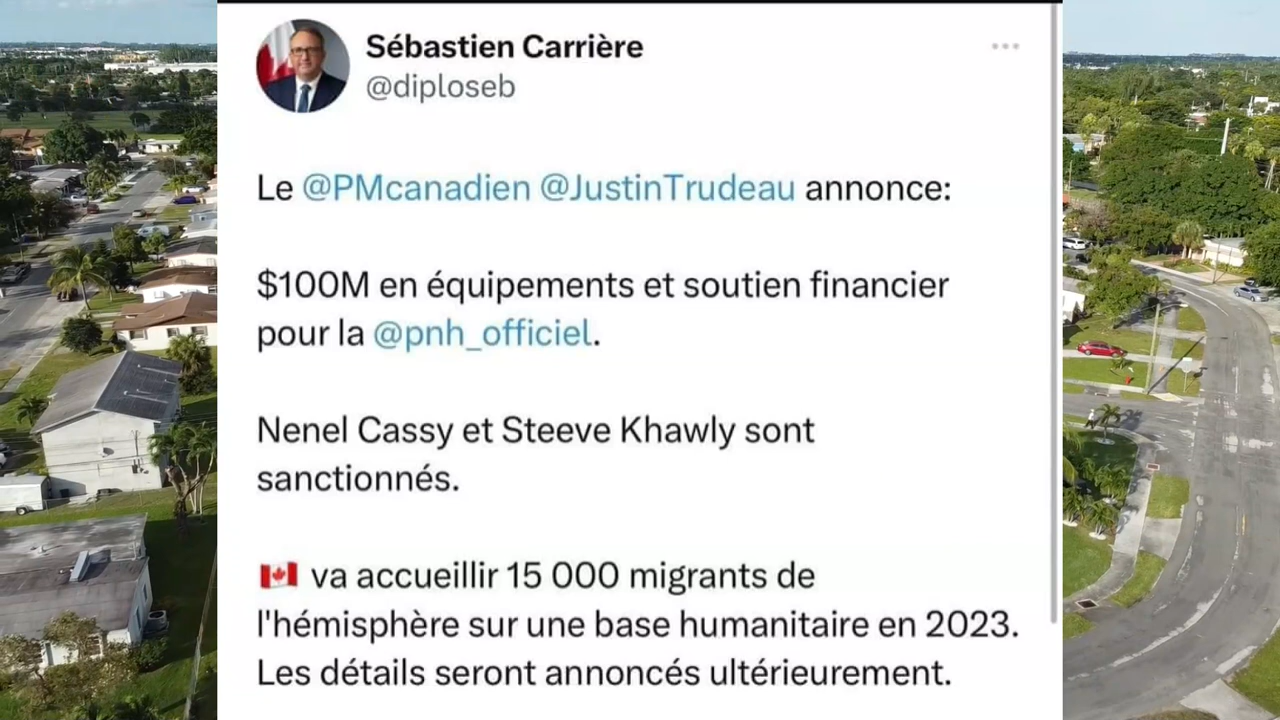 Sébastien Carrière
@diploseb
Le @PMcanadien @JustinTrudeau annonce:
$100M en équipements et soutien financier
pour la @pnh_officiel.
Nenel Cassy et Steeve Khawly sont
sanctionnés.
🇨🇦 va accueillir 15 000 migrants de
l'hémisphère sur une base humanitaire en 2023.
Les détails seront annoncés ultérieurement.